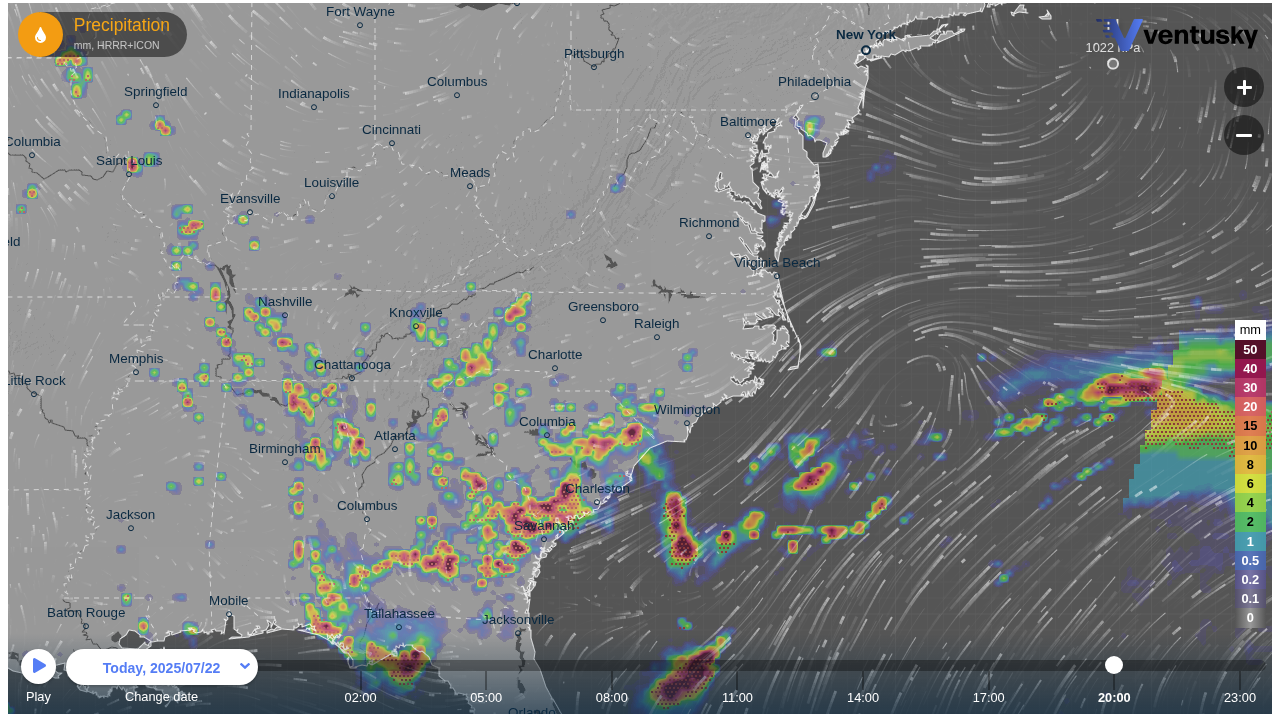 Precipitation
mm, HRRR+ICON
Fort Wayne
New York
ventusky
1022 hPa
Pittsburgh
Springfield
Indianapolis
Columbus
Philadelphia
Columbia
Cincinnati
Baltimore
Saint Louis
Louisville
Meads
Evansville
Richmond
eld
Virginia Beach
Nashville
Knoxville
Greensboro
Raleigh
Memphis
Chattanooga
Charlotte
Little Rock
Columbia
Wilmington
Birmingham
Atlanta
Charleston
Jackson
Columbus
Savannah
Baton Rouge
Mobile
Tallahassee
Jacksonville
Orlando
mm
50
40
30
20
15
10
8
6
4
2
1
0.5
0.2
0.1
0
Today, 2025/07/22
Play
Change date
02:00
05:00
08:00
11:00
14:00
17:00
20:00
23:00